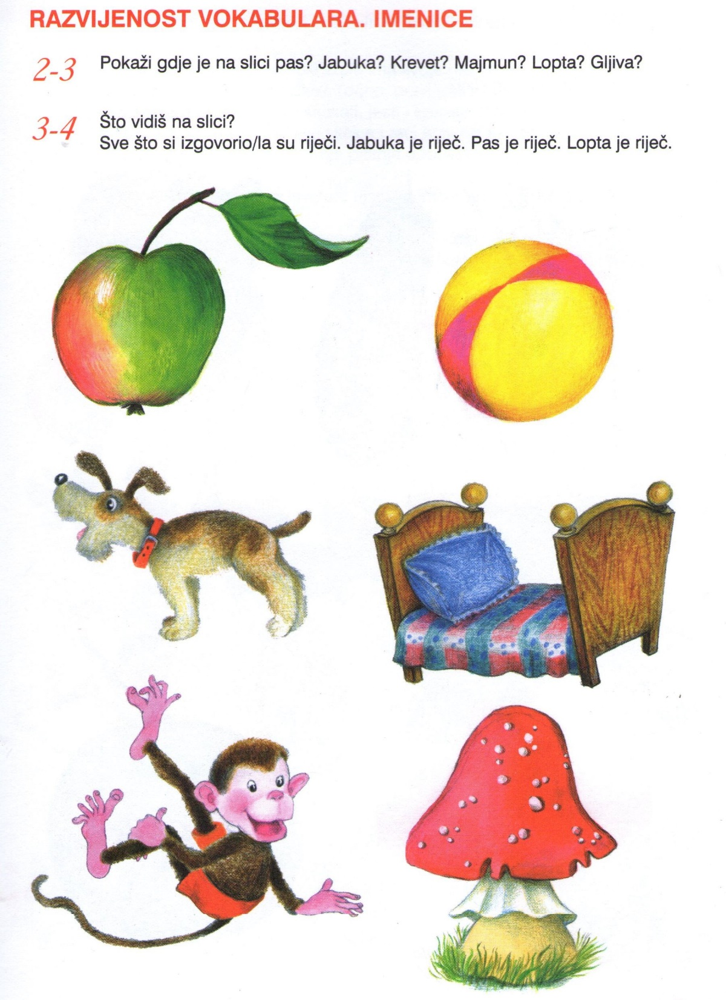 RAZVIJENOST VOKABULARA. IMENICE
2-3 Pokaži gdje je na slici pas? Jabuka? Krevet? Majmun? Lopta? Gljiva?
3-4 Što vidiš na slici?
Sve što si izgovorio/la su riječi. Jabuka je riječ. Pas je riječ. Lopta je riječ.